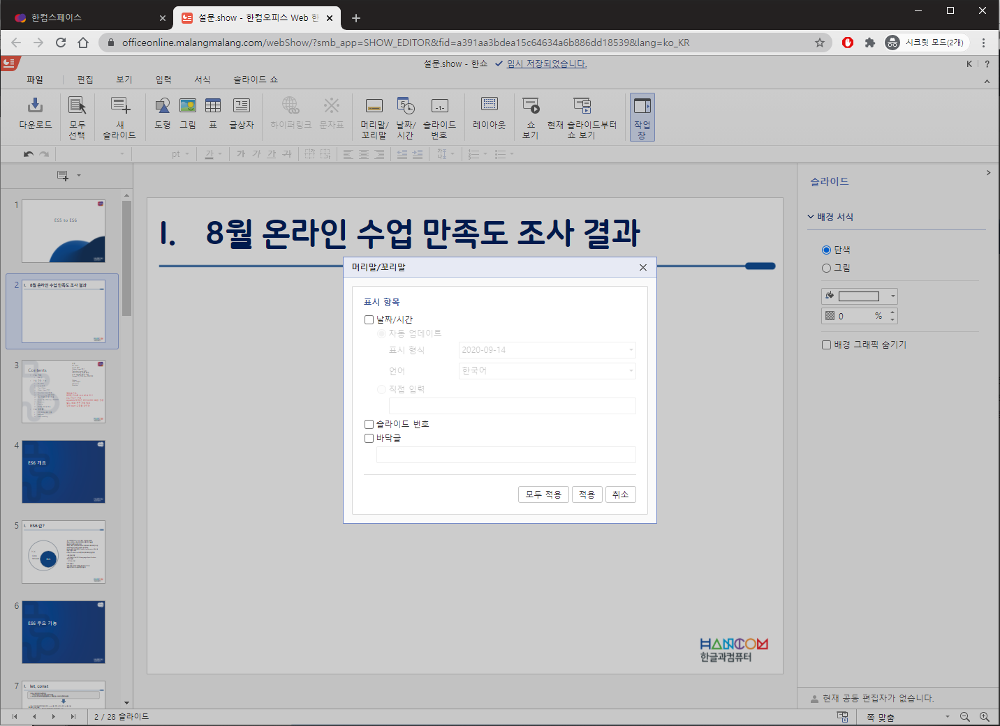 한컴스페이스
설문.show - 한컴오피스 Web 한
officeonline.malangmalang.com/webShow/?smb_app=SHOW_EDITOR&fid=a391aa3bdea15c64634a6b886dd18539&lang=ko_KR
시크릿 모드(2개)
설문.show - 한쇼
임시 저장되었습니다.
K
?
파일
편집
보기
입력
서식
슬라이드 쇼
다운로드
모두
선택
새
슬라이드
도형
그림
표
글상자
하이퍼링크
문자표
머리말/
꼬리말
날짜/
시간
슬라이드
번호
레이아웃
쇼
보기
현재 슬라이드부터
쇼 보기
작업
창
pt
가
가 가 가 가
슬라이드
배경 서식
단색
그림
0 %
배경 그래픽 숨기기
현재 공동 편집자가 없습니다.
1
ES5 to ES6
2
I. 8월 온라인 수업 만족도 조사 결과
3
Contents
4
ES6 개요
5
I. ES6 란?
6
ES6 주요 기능
7
I. let, const
I. 8월 온라인 수업 만족도 조사 결과
HANCOM
한글과컴퓨터
머리말/꼬리말
표시 항목
날짜/시간
자동 업데이트
표시 형식 2020-09-14
언어 한국어
직접 입력
슬라이드 번호
바닥글
모두 적용
적용
취소
2 / 28 슬라이드
쪽 맞춤